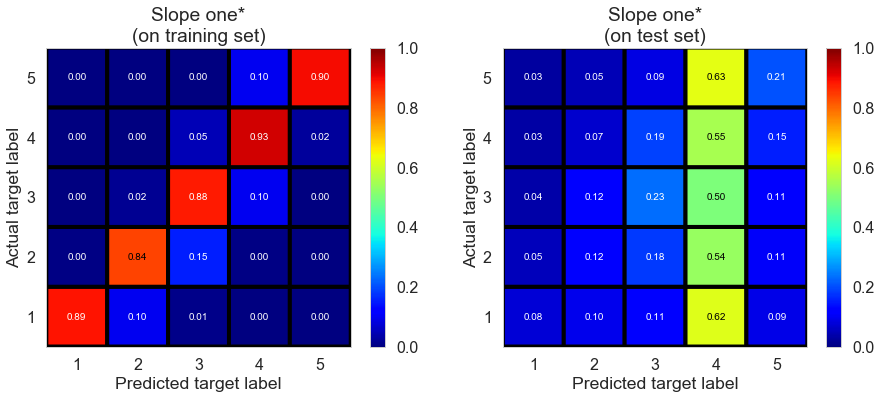 Slope one*
(on training set)
Actual target label
5
0.00 0.00 0.00 0.10 0.90
4
0.00 0.00 0.05 0.93 0.02
3
0.00 0.02 0.88 0.10 0.00
2
0.00 0.84 0.15 0.00 0.00
1
0.89 0.10 0.01 0.00 0.00
1 2 3 4 5
Predicted target label
1.0
0.8
0.6
0.4
0.2
0.0
Slope one*
(on test set)
Actual target label
5
0.03 0.05 0.09 0.63 0.21
4
0.03 0.07 0.19 0.55 0.15
3
0.04 0.12 0.23 0.50 0.11
2
0.05 0.12 0.18 0.54 0.11
1
0.08 0.10 0.11 0.62 0.09
1 2 3 4 5
Predicted target label
1.0
0.8
0.6
0.4
0.2
0.0